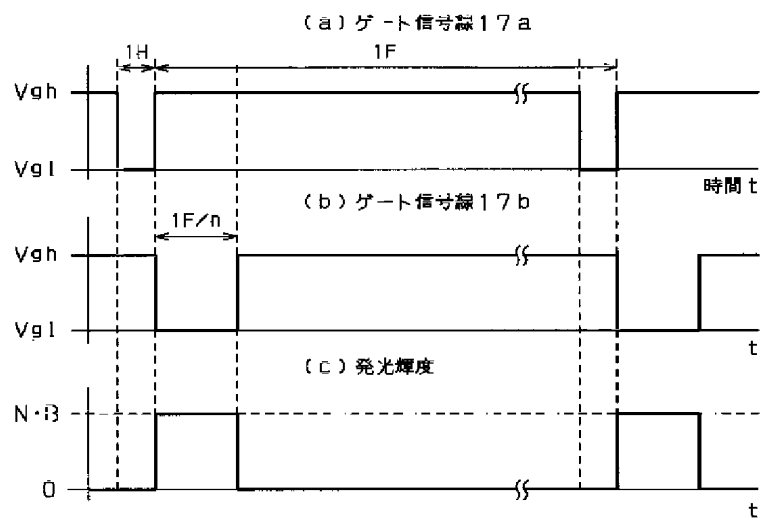 (a)ゲート信号線17a
1H
1F
Vgh
Vgl
時間 t
(b)ゲート信号線17b
1F/n
Vgh
Vgl
t
(c)発光輝度
N・B
0
t